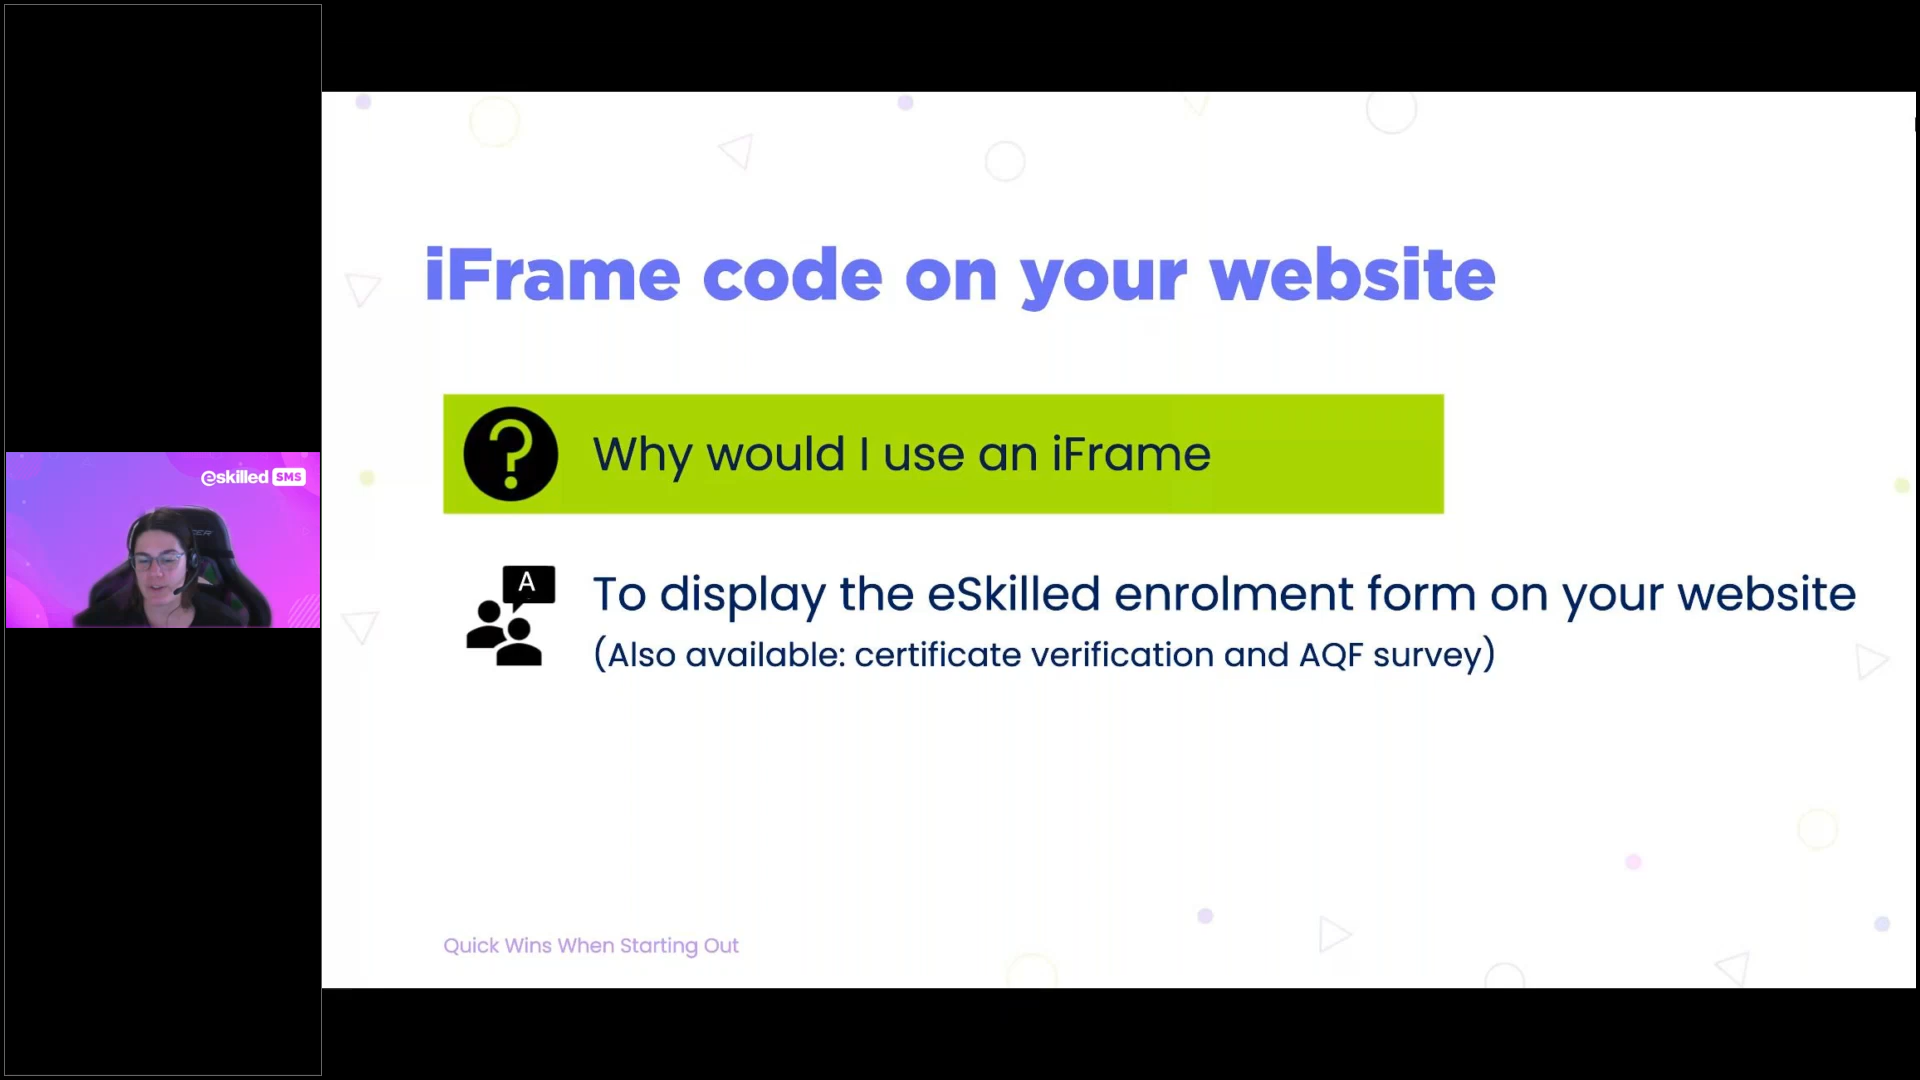 iFrame code on your website
Why would I use an iFrame
A
To display the eSkilled enrolment form on your website
(Also available: certificate verification and AQF survey)
eskilled SMS
Quick Wins When Starting Out